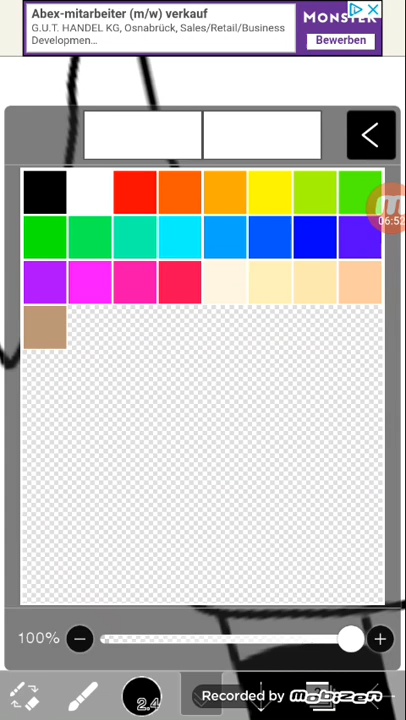 Abex-mitarbeiter (m/w) verkauf
G.U.T. HANDEL KG, Osnabrück, Sales/Retail/Business
Developmen...
MONSTER
Bewerben
06:52
100%
2.4
Recorded by MOBIZEN